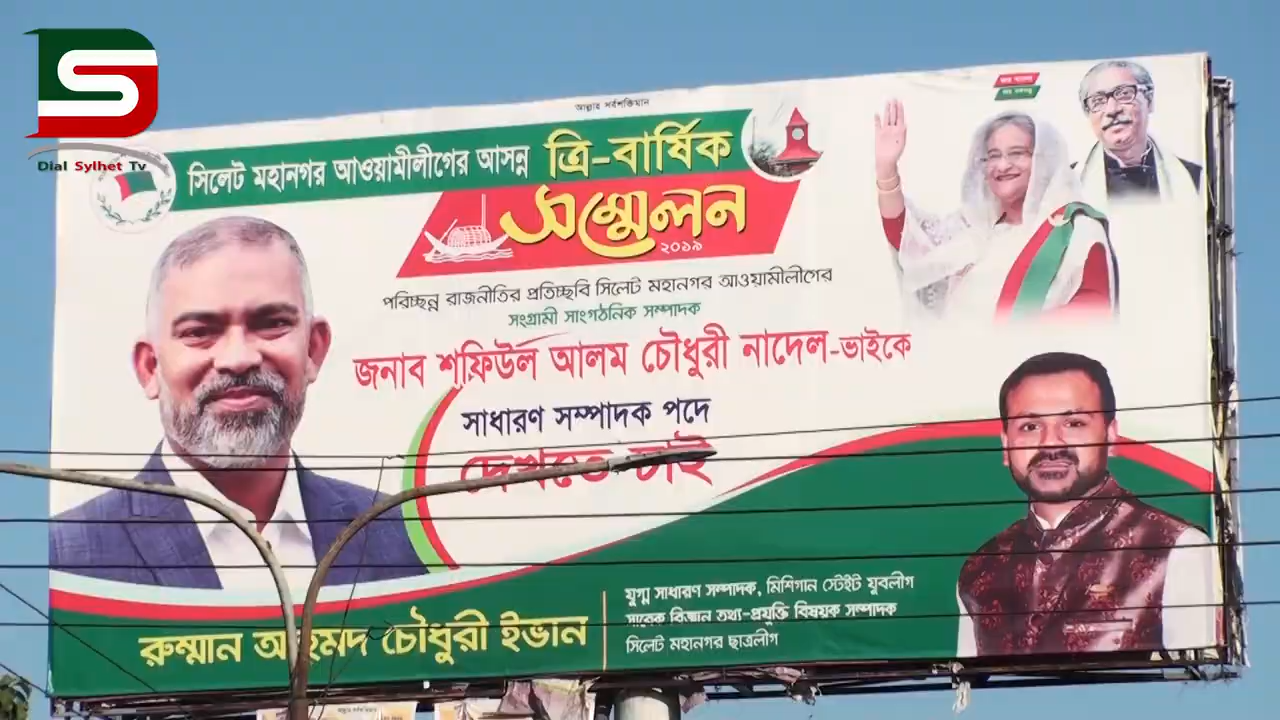 Dial Sylhet Tv
আল্লাহ সর্বশক্তিমান
সিলেট মহানগর আওয়ামীলীগের আসন্ন ত্রি-বার্ষিক
সম্মেলন
২০১৯
পরিচ্ছন্ন রাজনীতির প্রতিচ্ছবি সিলেট মহানগর আওয়ামীলীগের
সংগ্রামী সাংগঠনিক সম্পাদক
জনাব শফিউল আলম চৌধুরী নাদেল-ভাইকে
সাধারণ সম্পাদক পদে
দেখতে চাই
রুম্মান আহমদ চৌধুরী ইভান
যুগ্ম সাধারণ সম্পাদক, মিশিগান স্টেইট যুবলীগ
সাবেক বিজ্ঞান তথ্য-প্রযুক্তি বিষয়ক সম্পাদক
সিলেট মহানগর ছাত্রলীগ